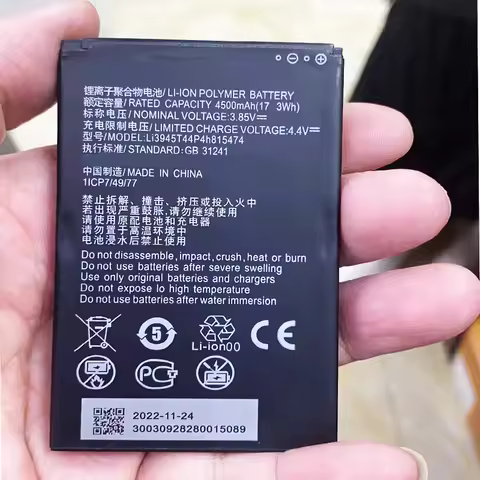 锂离子聚合物电池/ LI-ION POLYMER BATTERY
额定容量/ RATED CAPACITY 4500mAh(17 3Wh)
标称电压/ NOMINAL VOLTAGE:3.85V⎓
充电限制电压/ LIMITED CHARGE VOLTAGE:4.4V⎓
型号/MODEL:Li3945T44P4h815474
执行标准/ STANDARD: GB 31241
中国制造/ MADE IN CHINA
1ICP7/49/77
禁止拆解、撞击、挤压或投入火中
若出现严重鼓胀,请勿继续使用
请使用原配电池和充电器
请勿置于高温环境中
电池浸水后禁止使用
Do not disassemble, impact, crush, heat or burn
Do not use batteries after severe swelling
Use only original batteries and chargers
Do not expose lo high temperature
Do not use batteries after water immersion
5
Li-ion00
CE
PC
2022-11-24
30030928280015089